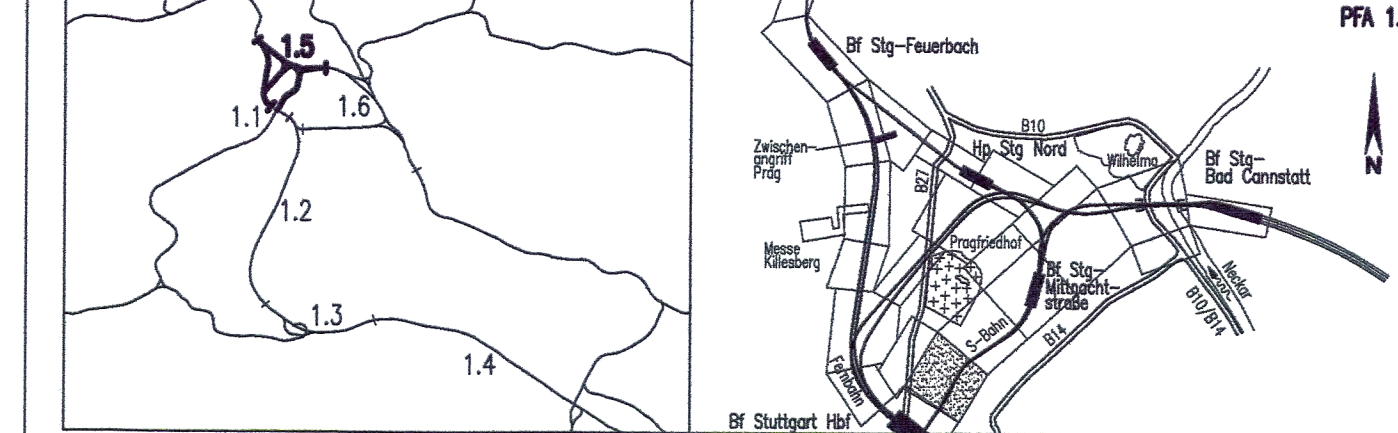 1.5
1.1
1.6
1.2
1.3
1.4
Bf Stg-Feuerbach
B10
Hp Stg Nord
Zwischen-
angriff
Prag
Wilhelma
Bf Stg-
Bad Cannstatt
N
B27
Messe
Killesberg
Pragfriedhof
Bf Stg-
Mittnacht-
straße
Neckar
B10/B14
S-Bahn
B14
Fernbahn
Bf Stuttgart Hbf
PFA 1.